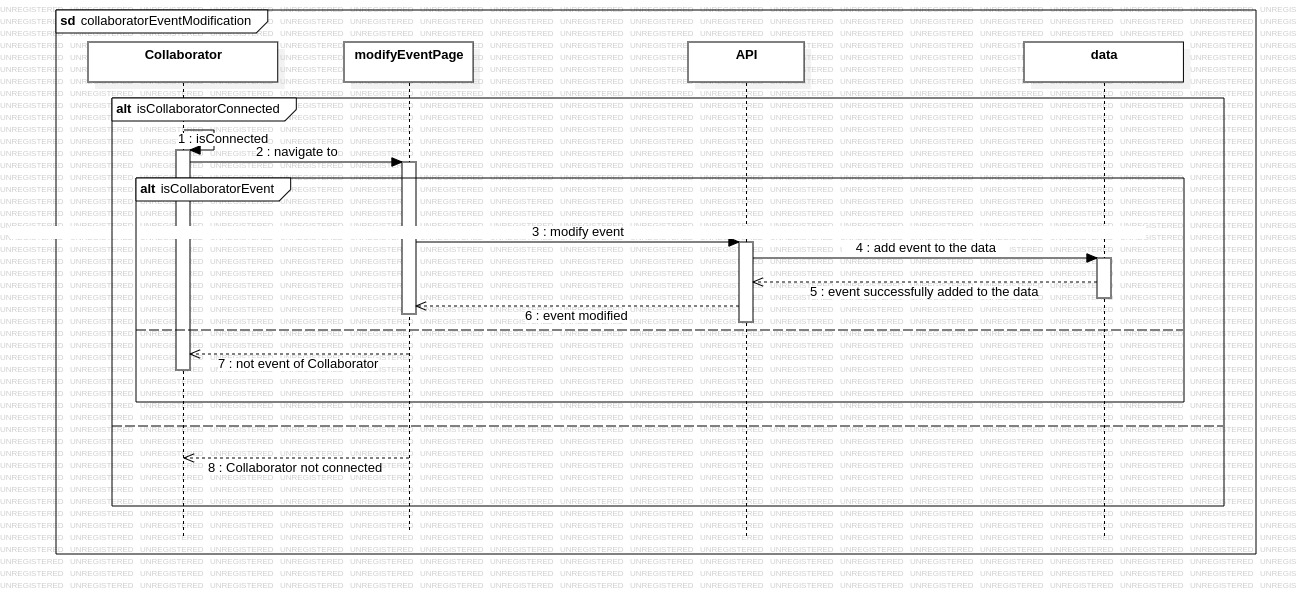 sd collaboratorEventModification
Collaborator
modifyEventPage
API
data
alt isCollaboratorConnected
1 : isConnected
2 : navigate to
alt isCollaboratorEvent
3 : modify event
4 : add event to the data
5 : event successfully added to the data
6 : event modified
7 : not event of Collaborator
8 : Collaborator not connected
UNREGISTERED